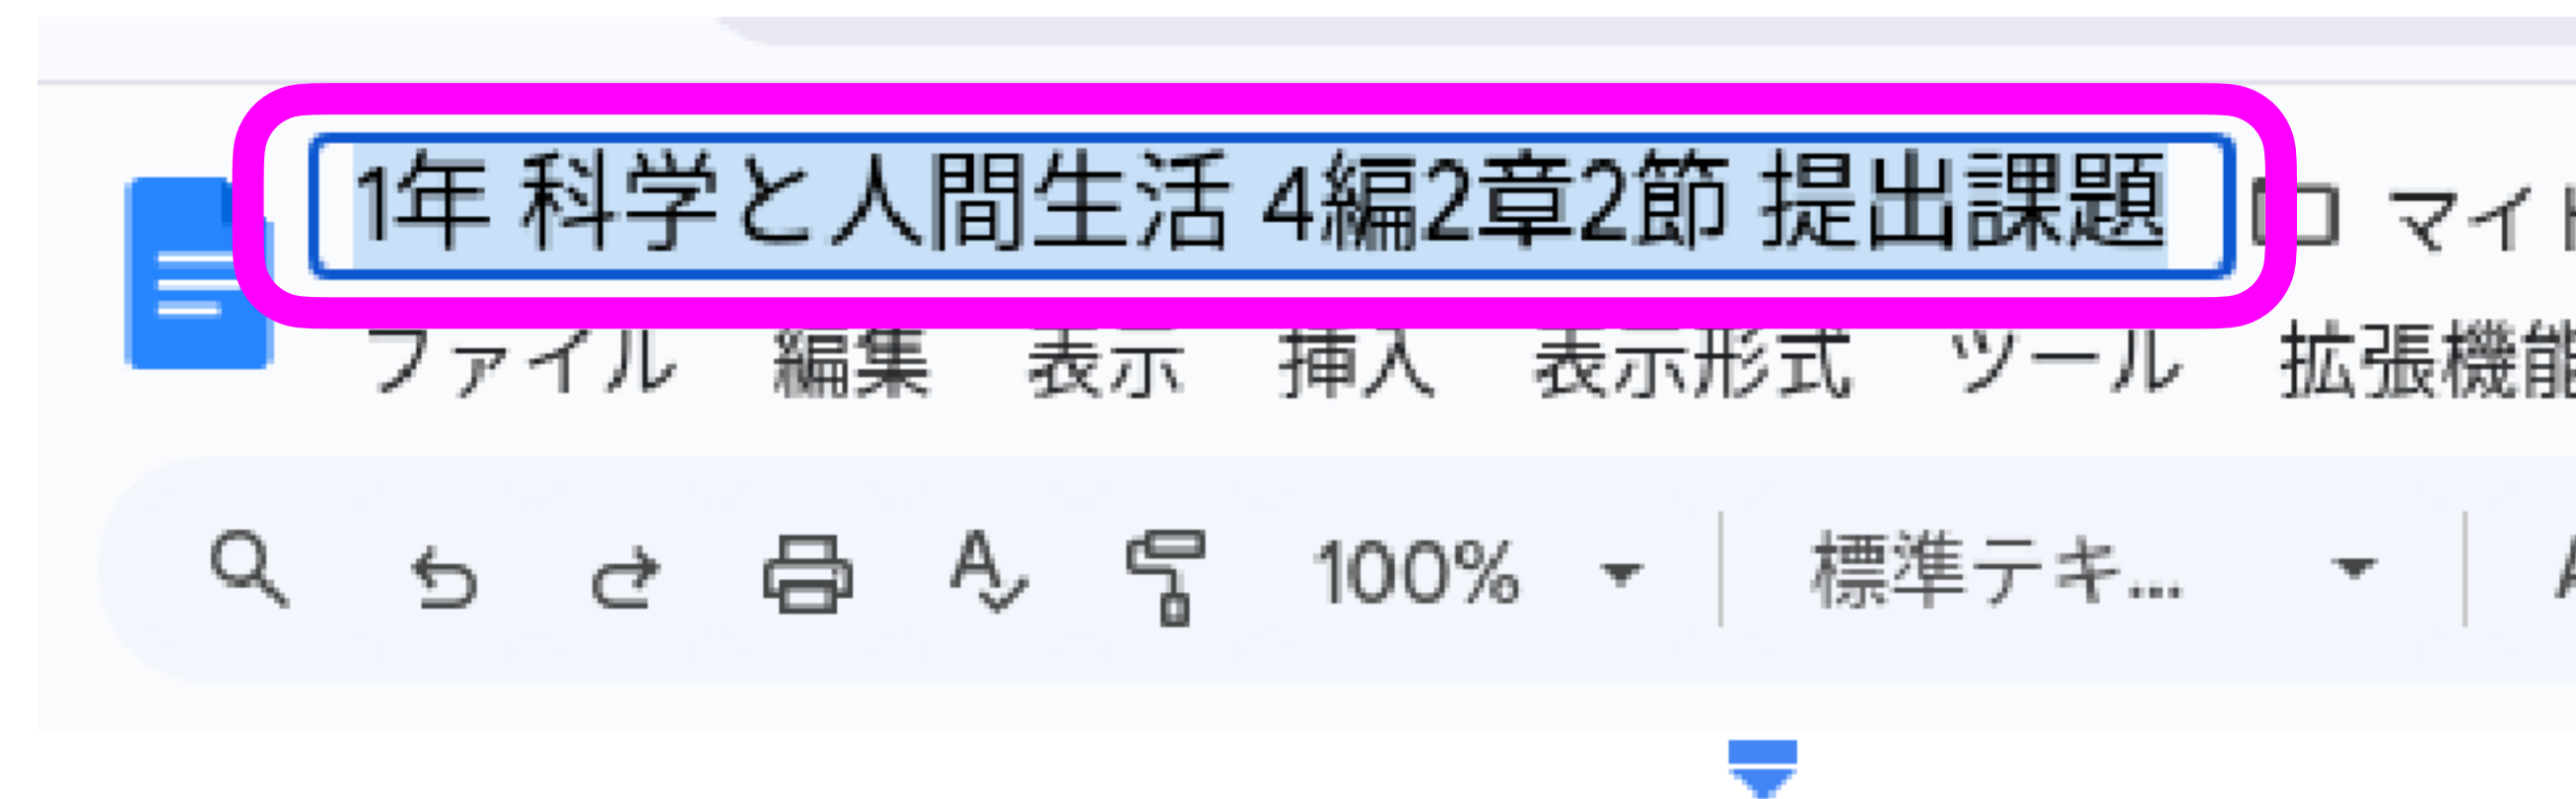 1年 科学と人間生活 4編2章2節 提出課題 マイ
ファイル 編集 表示 挿入 表示形式 ツール 拡張機能
100% 標準テキ...